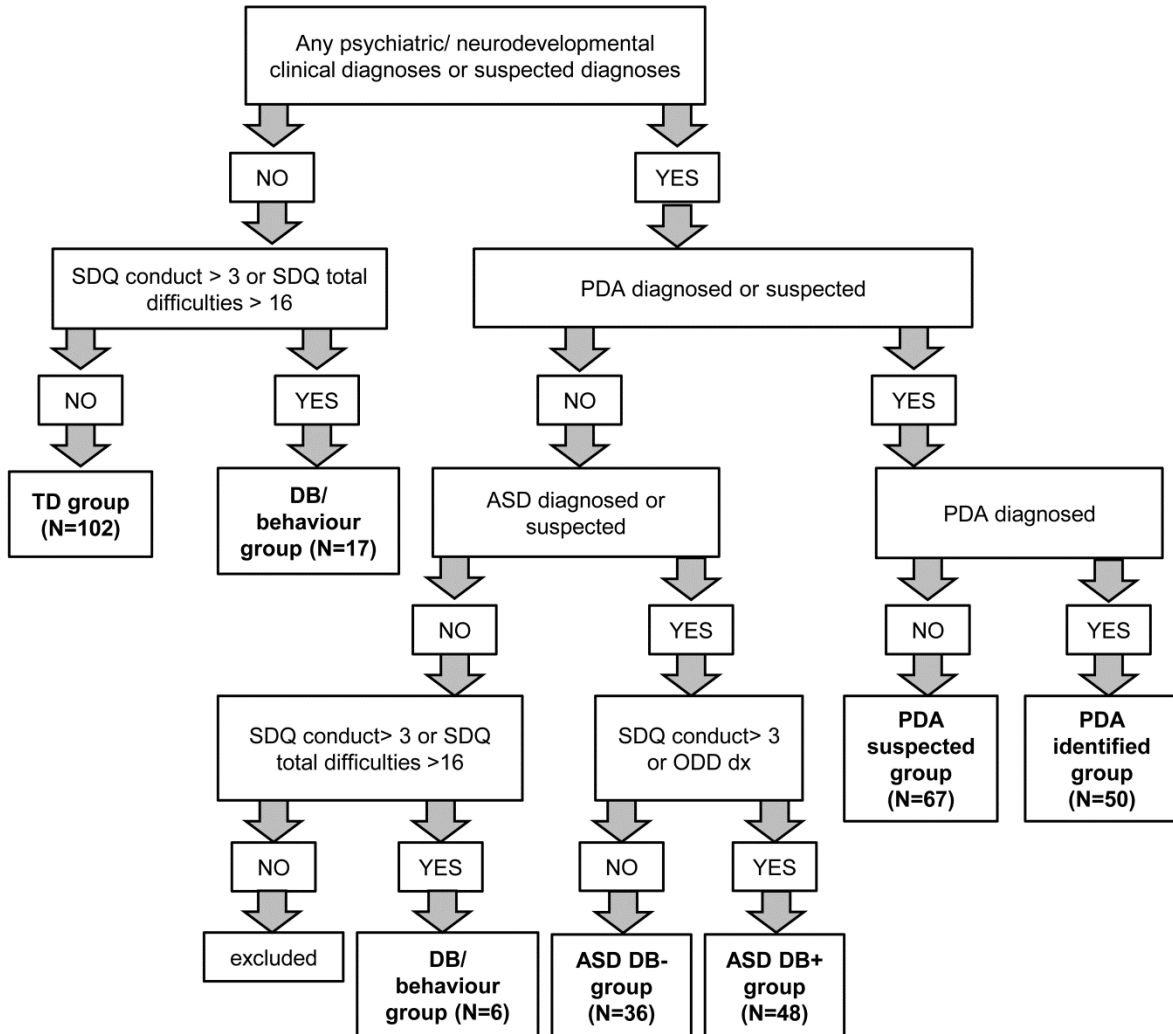 Any psychiatric/ neurodevelopmental
clinical diagnoses or suspected diagnoses
NO
YES
SDQ conduct > 3 or SDQ total
difficulties > 16
PDA diagnosed or suspected
NO
YES
NO
YES
TD group
(N=102)
DB/
behaviour
group (N=17)
ASD diagnosed or
suspected
PDA diagnosed
NO
YES
NO
YES
SDQ conduct> 3 or SDQ
total difficulties >16
SDQ conduct> 3
or ODD dx
PDA
suspected
group
(N=67)
PDA
identified
group
(N=50)
NO
YES
NO
YES
excluded
DB/
behaviour
group (N=6)
ASD DB-
group
(N=36)
ASD DB+
group
(N=48)